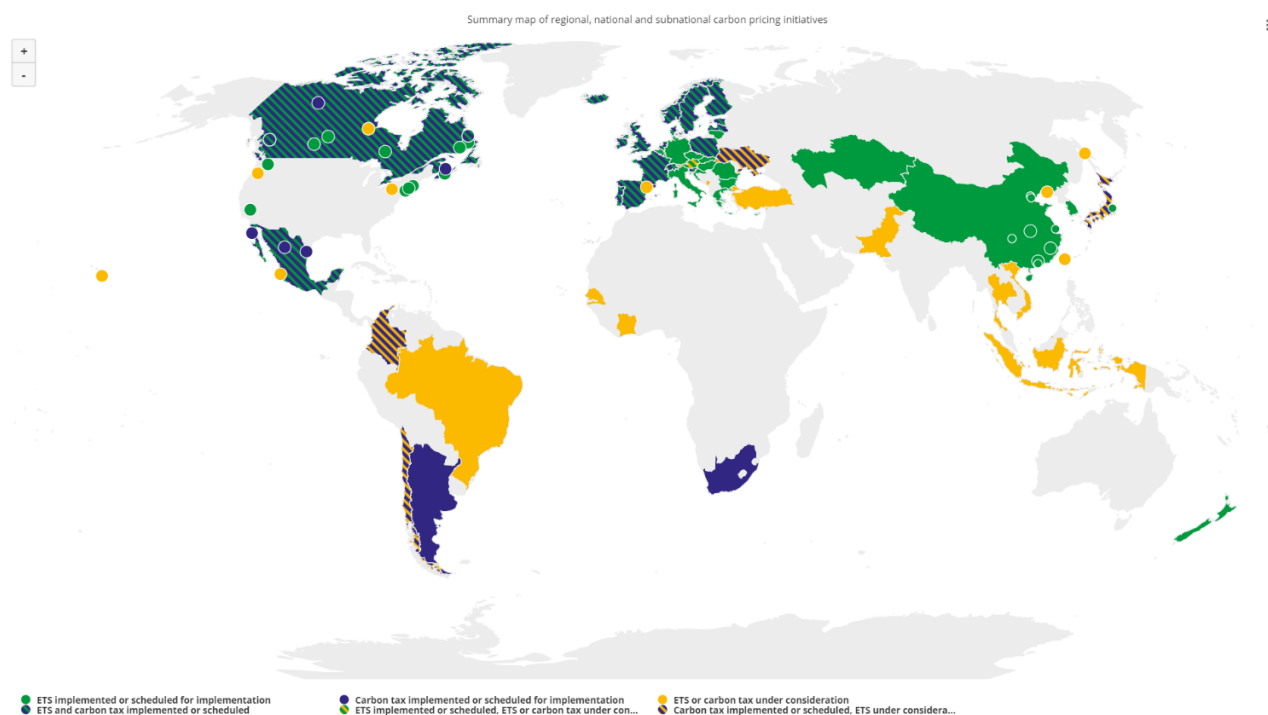 Summary map of regional, national and subnational carbon pricing initiatives
+
-
ETS implemented or scheduled for implementation
Carbon tax implemented or scheduled for implementation
ETS or carbon tax under consideration
ETS and carbon tax implemented or scheduled
ETS implemented or scheduled, ETS or carbon tax under con...
Carbon tax implemented or scheduled, ETS under considera...